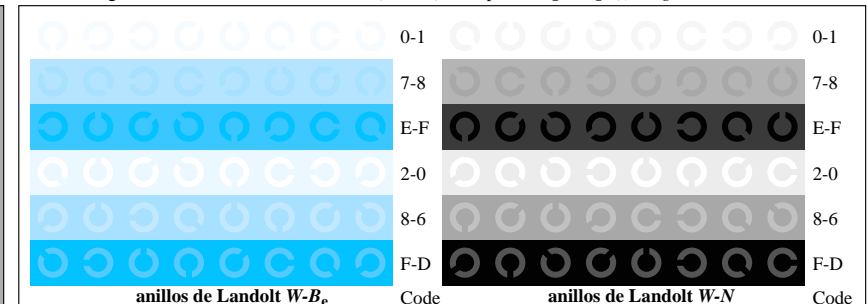 0-1 0-1
7-8 7-8
E-F E-F
2-0 2-0
8-6 8-6
F-D F-D
anillos de Landolt W-Be Code anillos de Landolt W-N Code